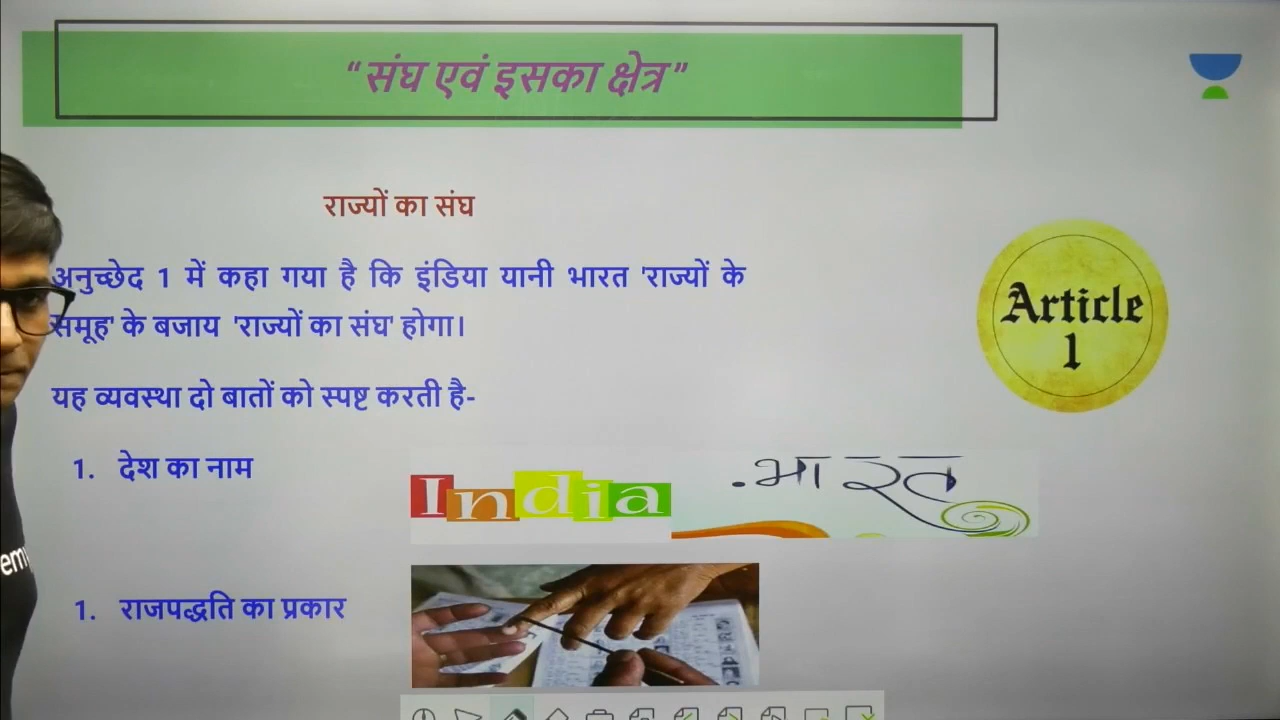 “संघ एवं इसका क्षेत्र”
राज्यों का संघ
अनुच्छेद 1 में कहा गया है कि इंडिया यानी भारत 'राज्यों के
समूह' के बजाय 'राज्यों का संघ' होगा।
Article
1
यह व्यवस्था दो बातों को स्पष्ट करती है-
1. देश का नाम
India
.भारत
1. राजपद्धति का प्रकार